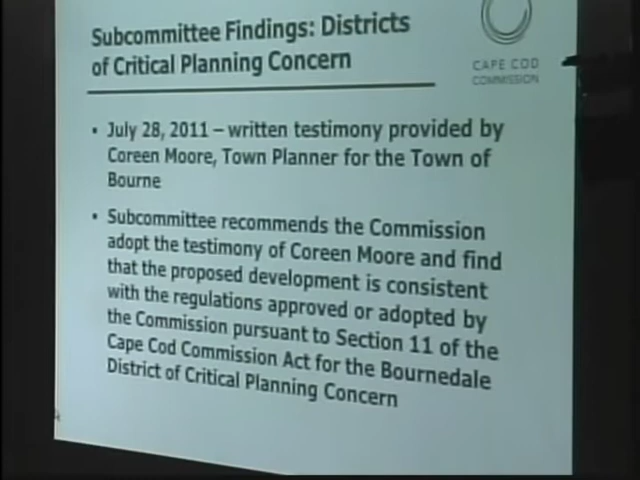 Subcommittee Findings: Districts
of Critical Planning Concern
CAPE COD
COMMISSION
• July 28, 2011 – written testimony provided by
Coreen Moore, Town Planner for the Town of
Bourne
• Subcommittee recommends the Commission
adopt the testimony of Coreen Moore and find
that the proposed development is consistent
with the regulations approved or adopted by
the Commission pursuant to Section 11 of the
Cape Cod Commission Act for the Bournedale
District of Critical Planning Concern